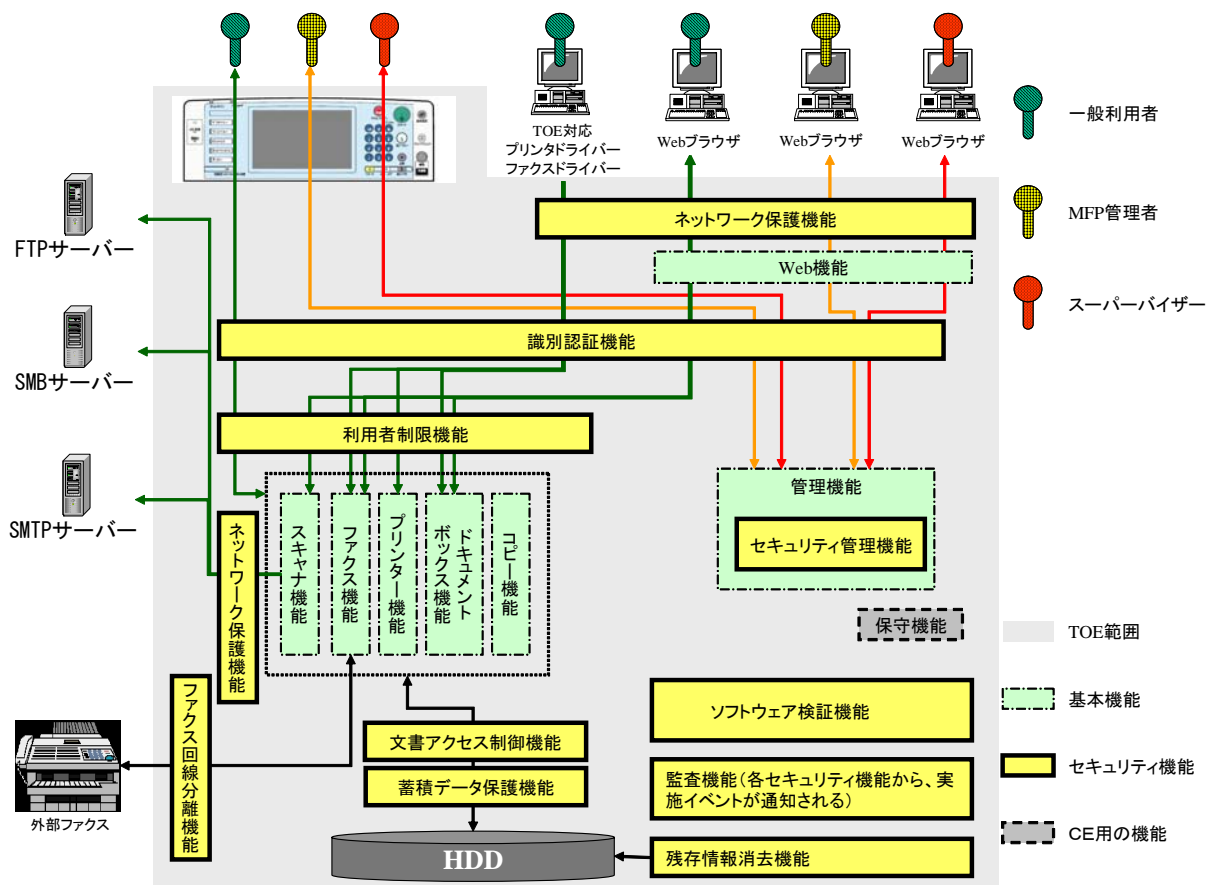 TOE対応
プリンタドライバー
ファクスドライバー
Webブラウザ
Webブラウザ
Webブラウザ
一般利用者
MFP管理者
スーパーバイザー
FTPサーバー
SMBサーバー
SMTPサーバー
ネットワーク保護機能
Web機能
識別認証機能
利用者制限機能
管理機能
セキュリティ管理機能
スキャナ機能
ファクス機能
プリンター機能
ドキュメント
ボックス機能
コピー機能
ネットワーク保護機能
保守機能
ファクス回線分離機能
外部ファクス
文書アクセス制御機能
蓄積データ保護機能
HDD
ソフトウェア検証機能
監査機能(各セキュリティ機能から、実
施イベントが通知される)
残存情報消去機能
TOE範囲
基本機能
セキュリティ機能
CE用の機能